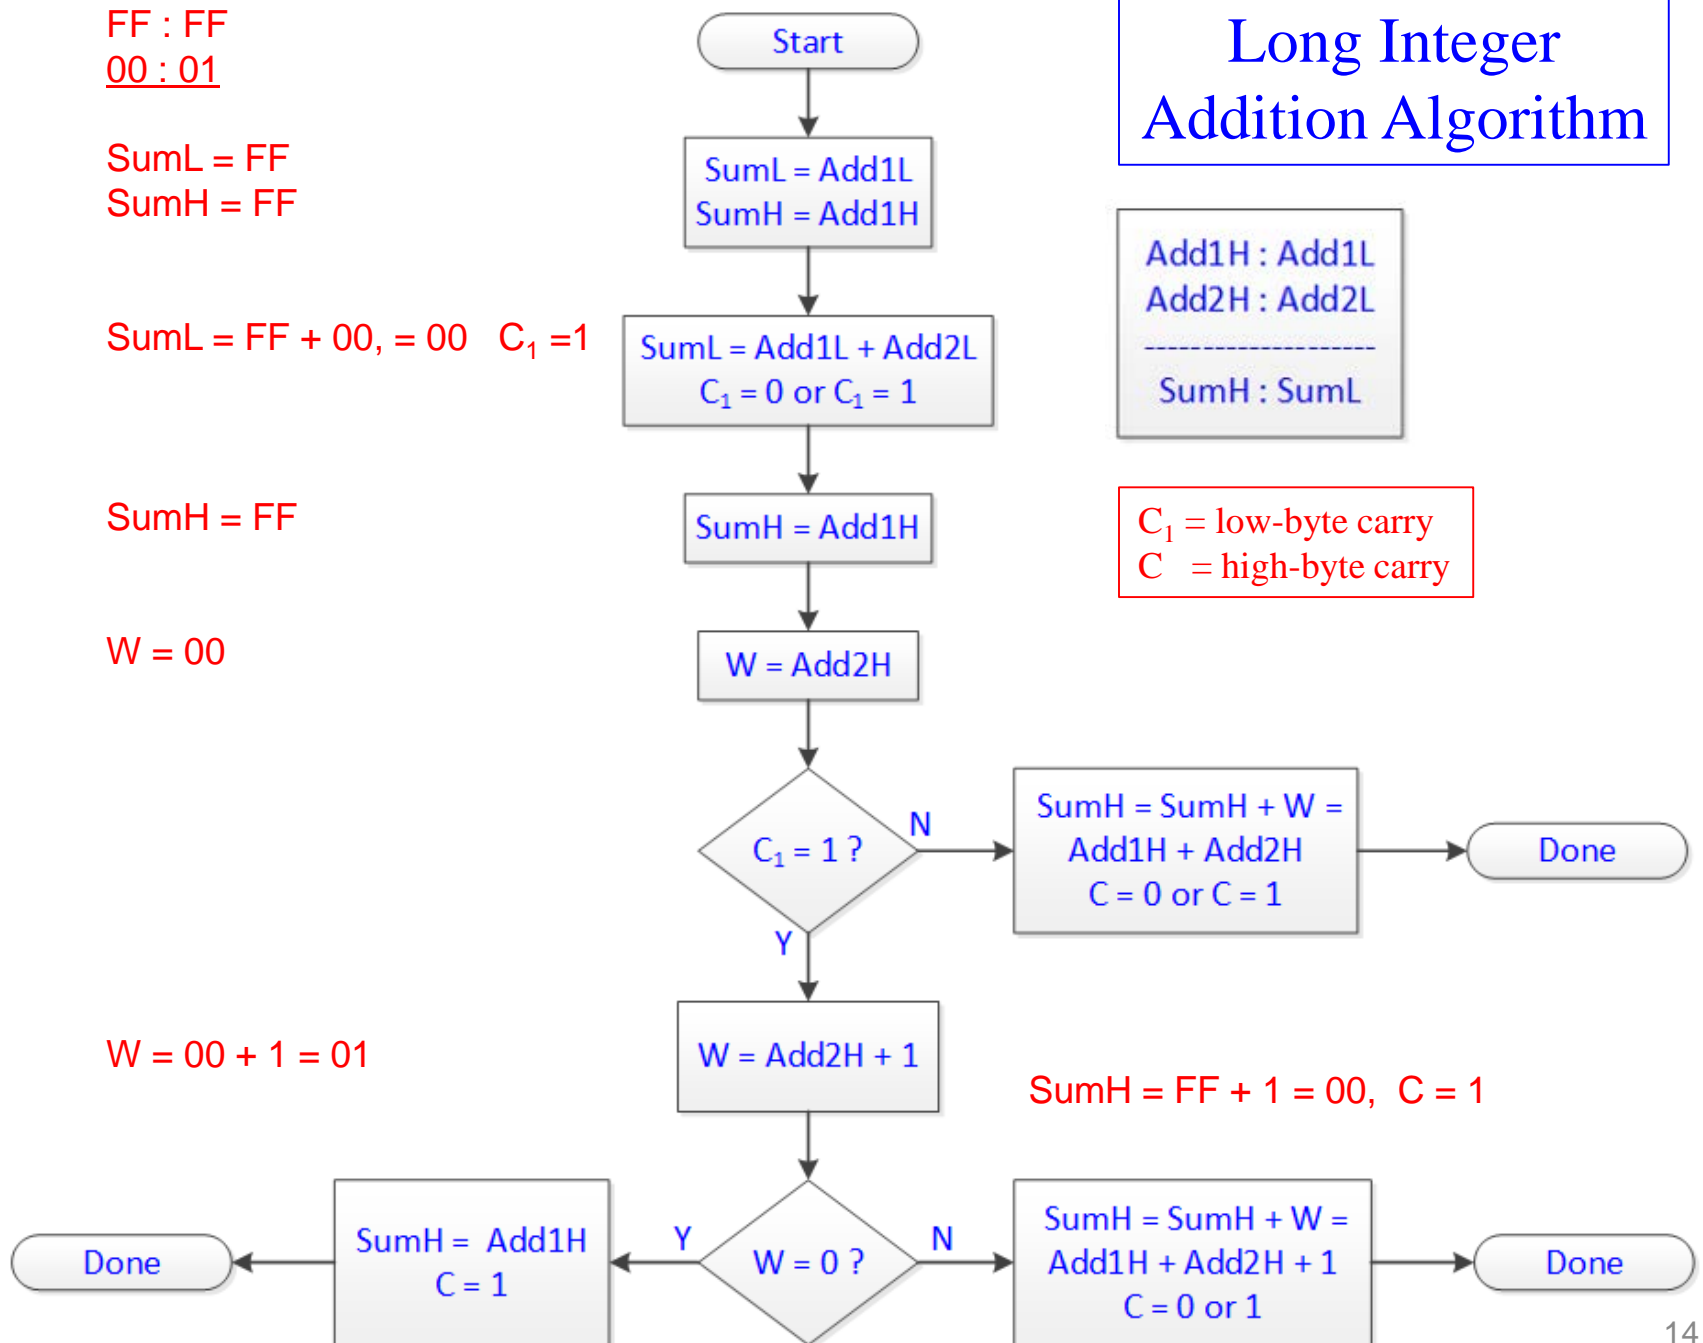 FF : FF
00 : 01
SumL = FF
SumH = FF
SumL = FF + 00, = 00 C₁ =1
SumH = FF
W = 00
W = 00 + 1 = 01
Start
SumL = Add1L
SumH = Add1H
SumL = Add1L + Add2L
C₁ = 0 or C₁ = 1
SumH = Add1H
W = Add2H
C₁ = 1 ?
N
SumH = SumH + W =
Add1H + Add2H
C = 0 or C = 1
Done
Y
W = Add2H + 1
SumH = FF + 1 = 00, C = 1
W = 0 ?
Y
SumH = Add1H
C = 1
Done
N
SumH = SumH + W =
Add1H + Add2H + 1
C = 0 or 1
Done
Long Integer
Addition Algorithm
Add1H : Add1L
Add2H : Add2L
--------------------
SumH : SumL
C₁ = low-byte carry
C = high-byte carry
14